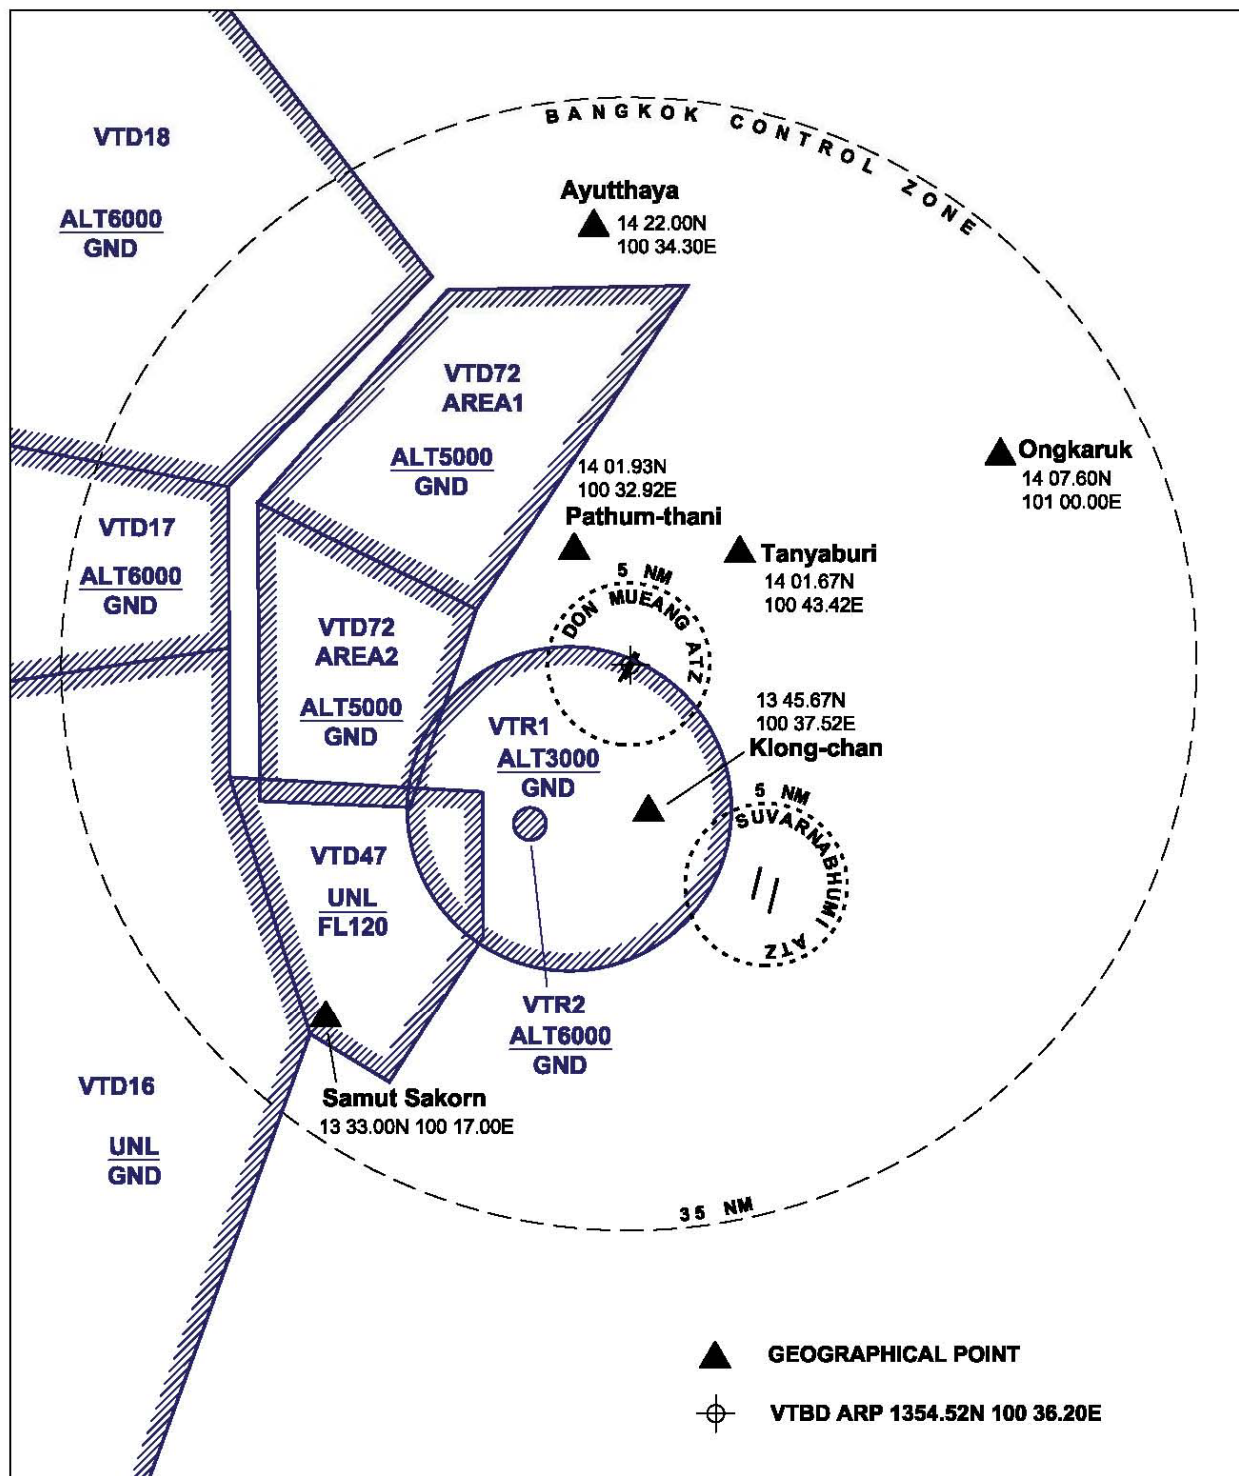 BANGKOK CONTROL ZONE
VTD18
ALT6000
GND
Ayutthaya
14 22.00N
100 34.30E
VTD72
AREA1
ALT5000
GND
14 01.93N
100 32.92E
Pathum-thani
Ongkaruk
14 07.60N
101 00.00E
VTD17
ALT6000
GND
Tanyaburi
14 01.67N
100 43.42E
5 NM
DON MUEANG ATZ
VTD72
AREA2
ALT5000
GND
13 45.67N
100 37.52E
Klong-chan
VTR1
ALT3000
GND
5 NM
SUVARNABHUMI ATZ
VTD47
UNL
FL120
VTR2
ALT6000
GND
VTD16
UNL
GND
Samut Sakorn
13 33.00N 100 17.00E
35 NM
GEOGRAPHICAL POINT
VTBD ARP 1354.52N 100 36.20E